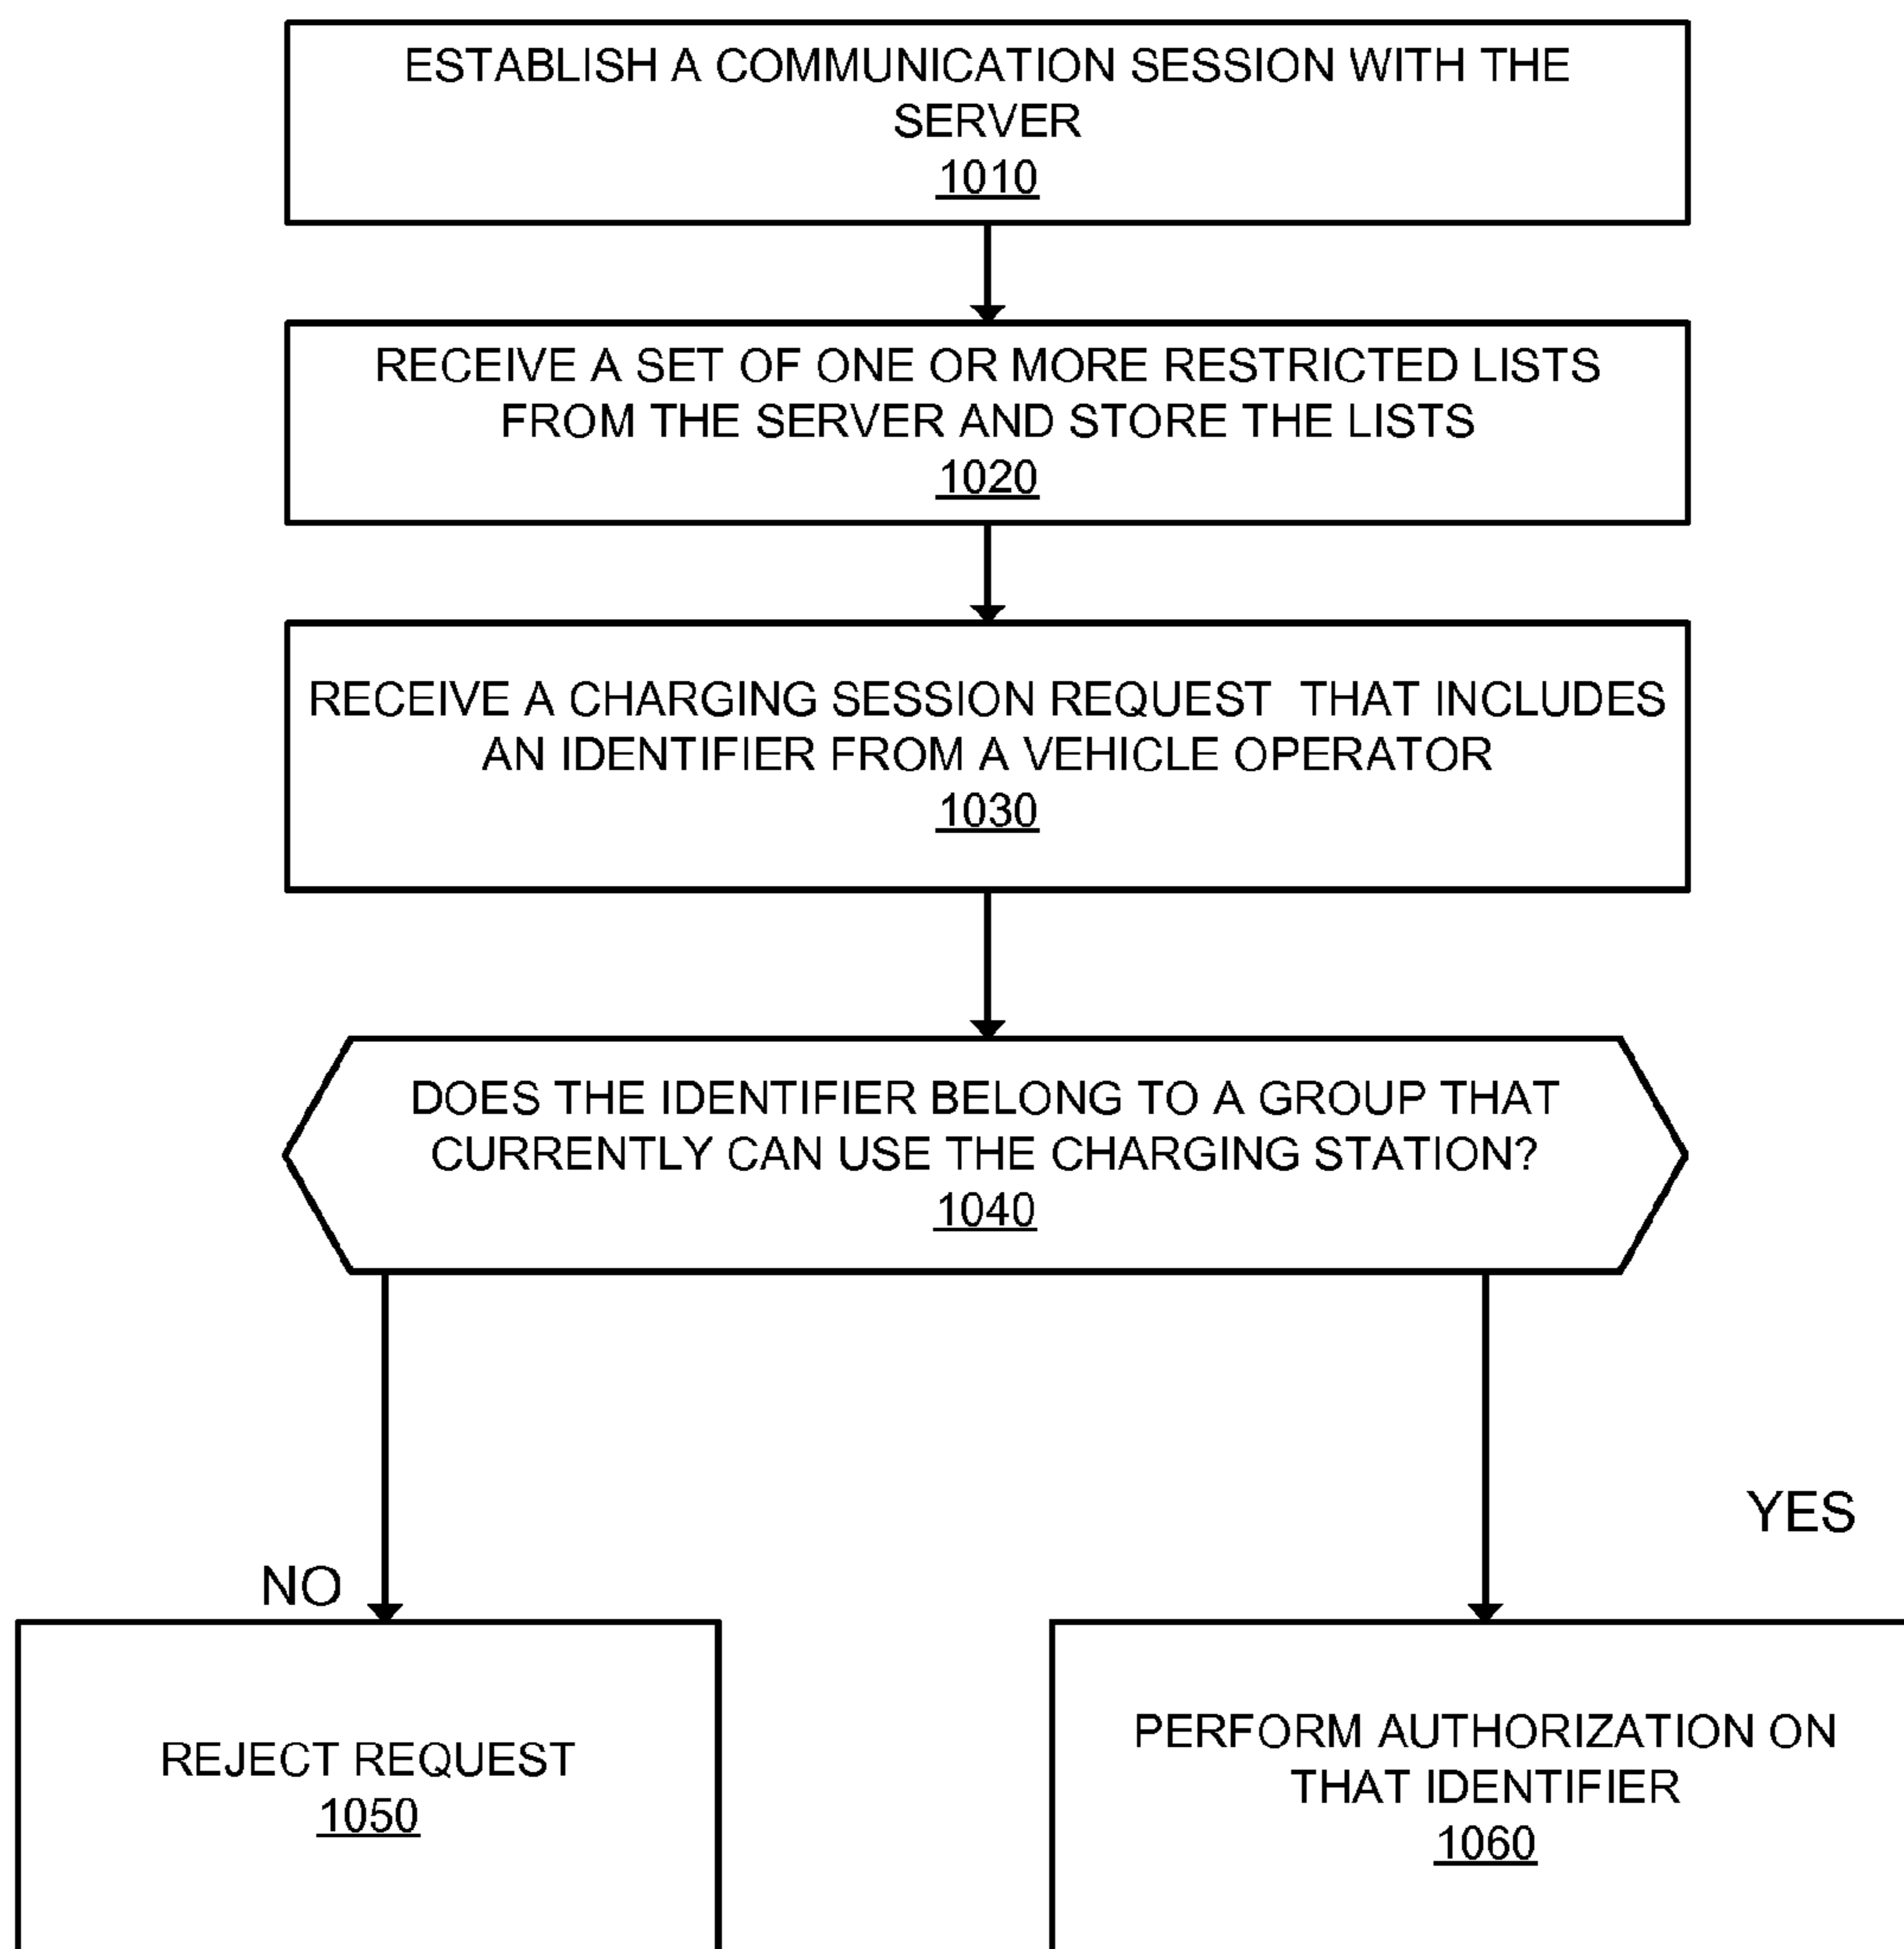 ESTABLISH A COMMUNICATION SESSION WITH THE
SERVER
1010
RECEIVE A SET OF ONE OR MORE RESTRICTED LISTS
FROM THE SERVER AND STORE THE LISTS
1020
RECEIVE A CHARGING SESSION REQUEST THAT INCLUDES
AN IDENTIFIER FROM A VEHICLE OPERATOR
1030
DOES THE IDENTIFIER BELONG TO A GROUP THAT
CURRENTLY CAN USE THE CHARGING STATION?
1040
NO
YES
REJECT REQUEST
1050
PERFORM AUTHORIZATION ON
THAT IDENTIFIER
1060